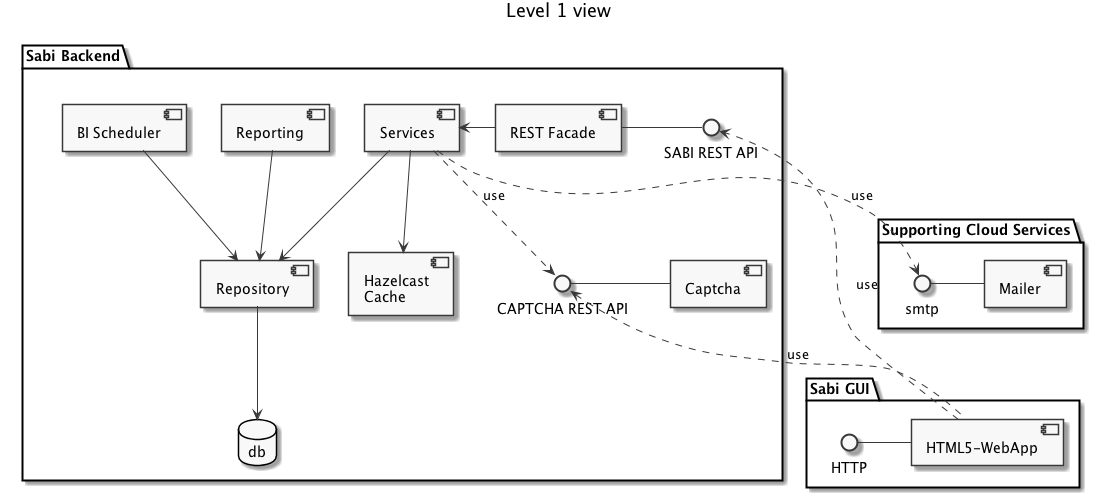 Level 1 view
Sabi Backend
BI Scheduler
Reporting
Services
REST Facade
SABI REST API
use
use
Supporting Cloud Services
Repository
Hazelcast
Cache
CAPTCHA REST API
Captcha
use
smtp
Mailer
use
Sabi GUI
HTTP
HTML5-WebApp
db